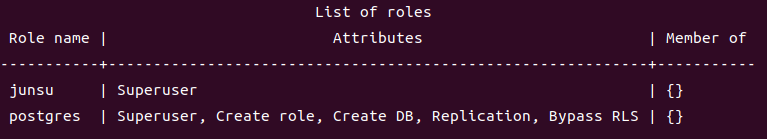 List of roles
Role name | Attributes | Member of
-----------+------------------------------------------------------------+-----------
junsu | Superuser | {}
postgres | Superuser, Create role, Create DB, Replication, Bypass RLS | {}